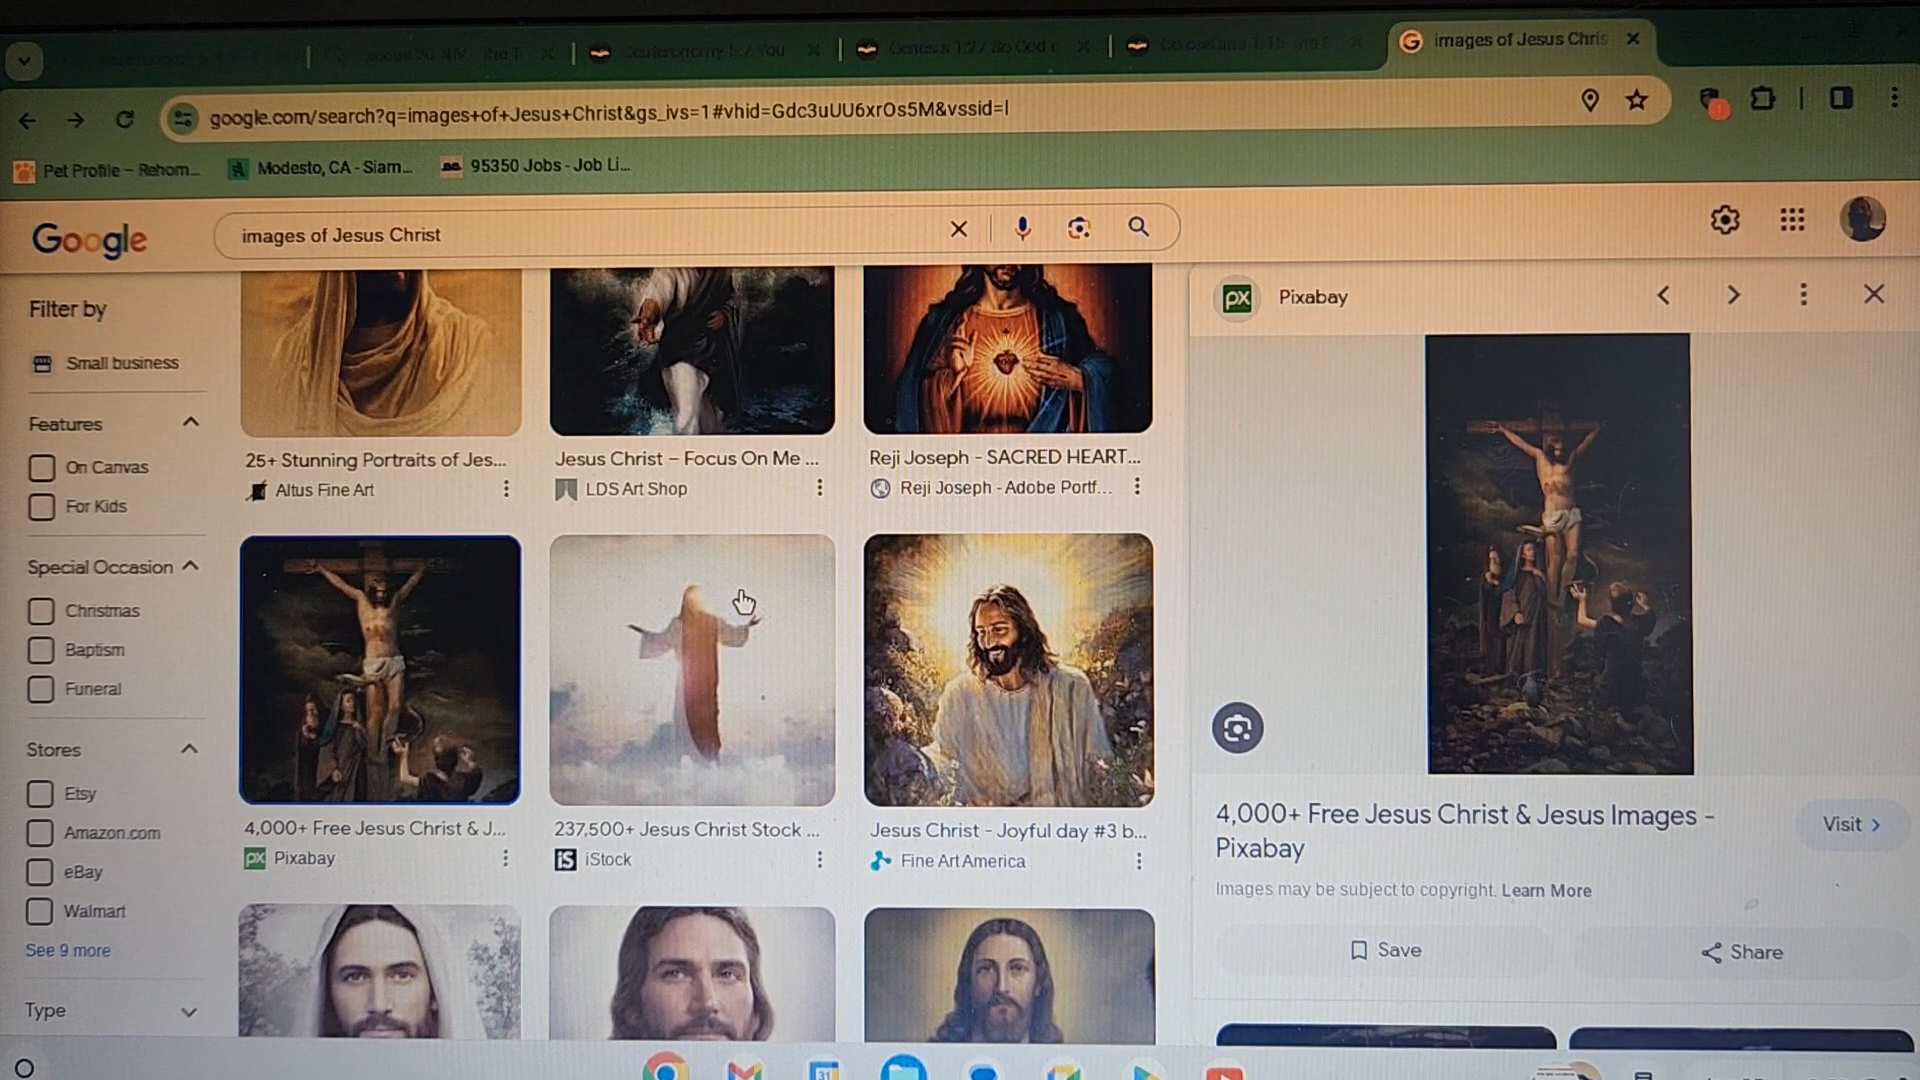 images of Jesus Chris
google.com/search?q=images+of+Jesus+Christ&gs_ivs=1#vhid=Gdc3uUU6xrOs5M&vssid=l
Pet Profile – Rehom...
Modesto, CA - Siam...
95350 Jobs - Job Li...
Google
images of Jesus Christ
Filter by
Small business
Features
On Canvas
For Kids
Special Occasion
Christmas
Baptism
Funeral
Stores
Etsy
Amazon.com
eBay
Walmart
See 9 more
Type
25+ Stunning Portraits of Jes...
Altus Fine Art
Jesus Christ – Focus On Me ...
LDS Art Shop
Reji Joseph - SACRED HEART...
Reji Joseph - Adobe Portf...
4,000+ Free Jesus Christ & J...
px Pixabay
237,500+ Jesus Christ Stock ...
iS iStock
Jesus Christ - Joyful day #3 b...
Fine Art America
px Pixabay
4,000+ Free Jesus Christ & Jesus Images -
Pixabay
Visit
Images may be subject to copyright. Learn More
Save
Share
31